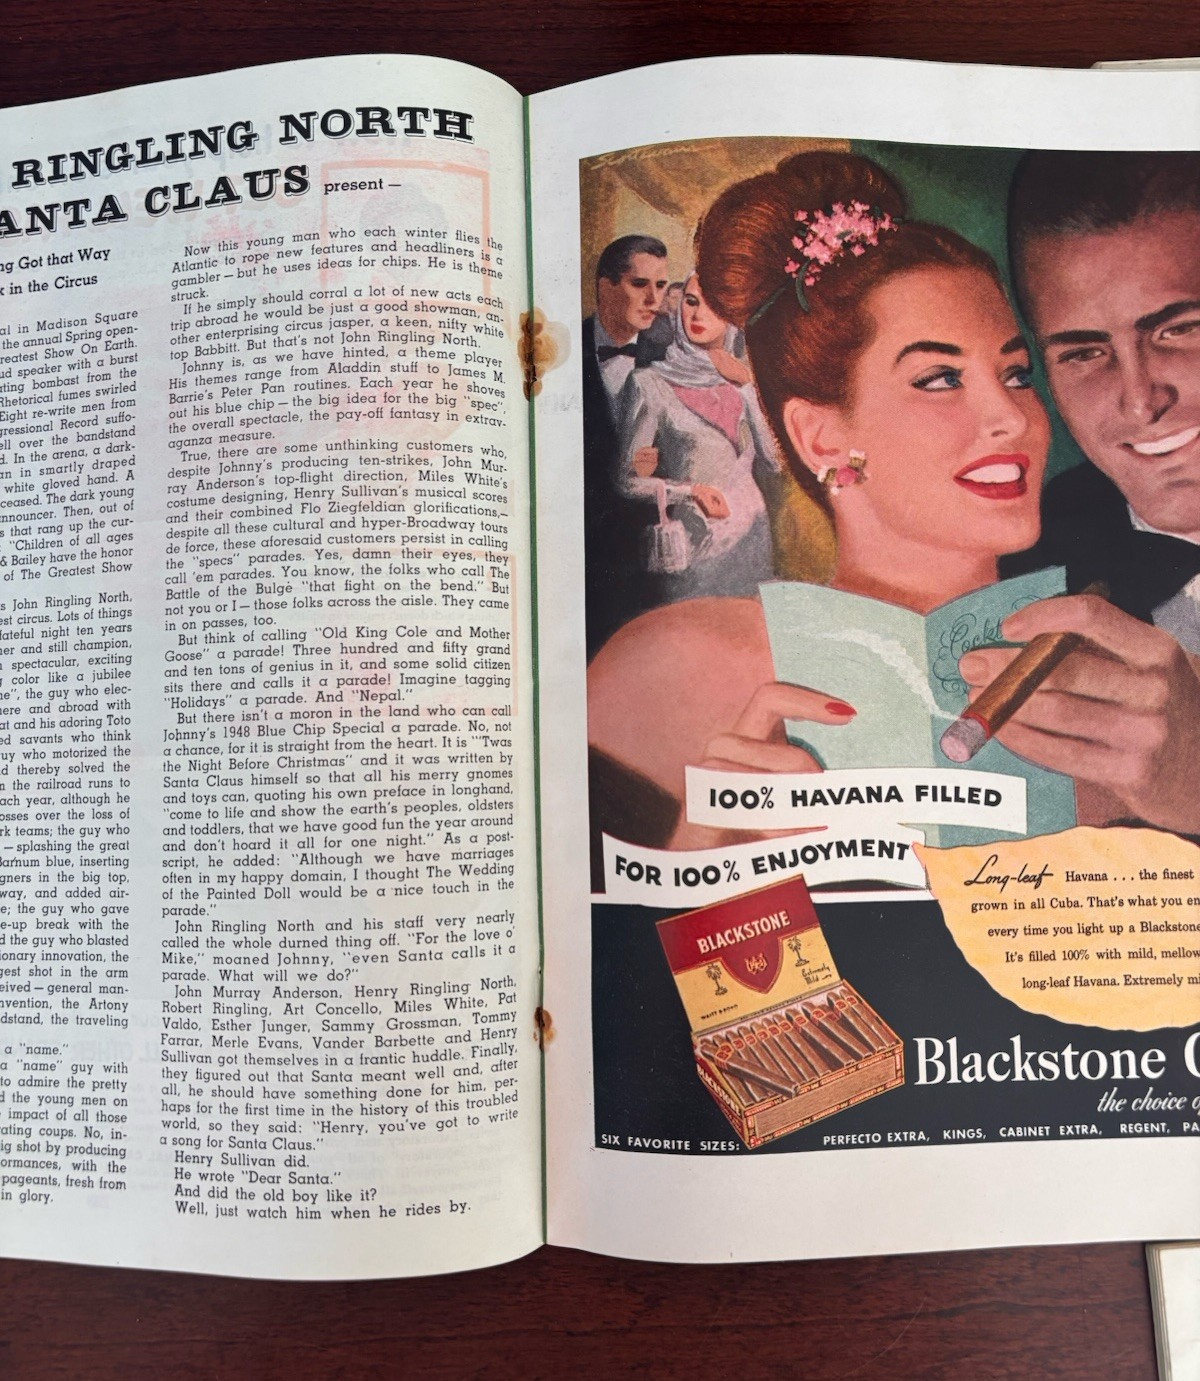 RINGLING NORTH
ANTA CLAUS present —
ng Got that Way
k in the Circus
al in Madison Square
the annual Spring open-
reatest Show On Earth.
ud speaker with a burst
ating bombast from the
Rhetorical fumes swirled
Eight re-write men from
gressional Record suffo-
ell over the bandstand
d. In the arena, a dark-
an in smartly draped
white gloved hand. A
ceased. The dark young
nnouncer. Then, out of
s that rang up the cur-
: "Children of all ages
& Bailey have the honor
of The Greatest Show
s John Ringling North,
est circus. Lots of things
fateful night ten years
her and still champion,
spectacular, exciting
color like a jubilee
ne", the guy who elec-
here and abroad with
at and his adoring Toto
ed savants who think
uy who motorized the
d thereby solved the
n the railroad runs to
ach year, although he
osses over the loss of
rk teams; the guy who
— splashing the great
Barnum blue, inserting
gners in the big top,
way, and added air-
e; the guy who gave
e-up break with the
d the guy who blasted
ionary innovation, the
gest shot in the arm
eived — general man-
nvention, the Artony
dstand, the traveling
a "name."
a "name" guy with
to admire the pretty
d the young men on
impact of all those
ating coups. No, in-
ig shot by producing
ormances, with the
pageants, fresh from
in glory.
Now this young man who each winter flies the
Atlantic to rope new features and headliners is a
gambler — but he uses ideas for chips. He is theme
struck.
If he simply should corral a lot of new acts each
trip abroad he would be just a good showman, an-
other enterprising circus jasper, a keen, nifty white
top Babbitt. But that's not John Ringling North.
Johnny is, as we have hinted, a theme player
His themes range from Aladdin stuff to James M.
Barrie's Peter Pan routines. Each year he shoves
out his blue chip — the big idea for the big "spec",
the overall spectacle, the pay-off fantasy in extrav-
aganza measure.
True, there are some unthinking customers who,
despite Johnny's producing ten-strikes, John Mur-
ray Anderson's top-flight direction, Miles White's
costume designing, Henry Sullivan's musical scores
and their combined Flo Ziegfeldian glorifications,—
despite all these cultural and hyper-Broadway tours
de force, these aforesaid customers persist in calling
the "specs" parades. Yes, damn their eyes, they
call 'em parades. You know, the folks who call The
Battle of the Bulge "that fight on the bend." But
not you or I — those folks across the aisle. They came
in on passes, too.
But think of calling "Old King Cole and Mother
Goose" a parade! Three hundred and fifty grand
and ten tons of genius in it, and some solid citizen
sits there and calls it a parade! Imagine tagging
"Holidays" a parade. And "Nepal."
But there isn't a moron in the land who can call
Johnny's 1948 Blue Chip Special a parade. No, not
a chance, for it is straight from the heart. It is "'Twas
the Night Before Christmas" and it was written by
Santa Claus himself so that all his merry gnomes
and toys can, quoting his own preface in longhand,
"come to life and show the earth's peoples, oldsters
and toddlers, that we have good fun the year around
and don't hoard it all for one night." As a post-
script, he added: "Although we have marriages
often in my happy domain, I thought The Wedding
of the Painted Doll would be a nice touch in the
parade."
John Ringling North and his staff very nearly
called the whole durned thing off. "For the love o'
Mike," moaned Johnny, "even Santa calls it a
parade. What will we do?"
John Murray Anderson, Henry Ringling North,
Robert Ringling, Art Concello, Miles White, Pat
Valdo, Esther Junger, Sammy Grossman, Tommy
Farrar, Merle Evans, Vander Barbette and Henry
Sullivan got themselves in a frantic huddle. Finally,
they figured out that Santa meant well and, after
all, he should have something done for him, per-
haps for the first time in the history of this troubled
world, so they said: "Henry, you've got to write
a song for Santa Claus."
Henry Sullivan did.
He wrote "Dear Santa."
And did the old boy like it?
Well, just watch him when he rides by.
Cockt
100% HAVANA FILLED
FOR 100% ENJOYMENT
Long-leaf Havana . . . the finest
grown in all Cuba. That's what you en
every time you light up a Blackstone
It's filled 100% with mild, mellow
long-leaf Havana. Extremely mi
BLACKSTONE
Extremely
Mild
Blackstone C
the choice o
SIX FAVORITE SIZES: PERFECTO EXTRA, KINGS, CABINET EXTRA, REGENT, PA